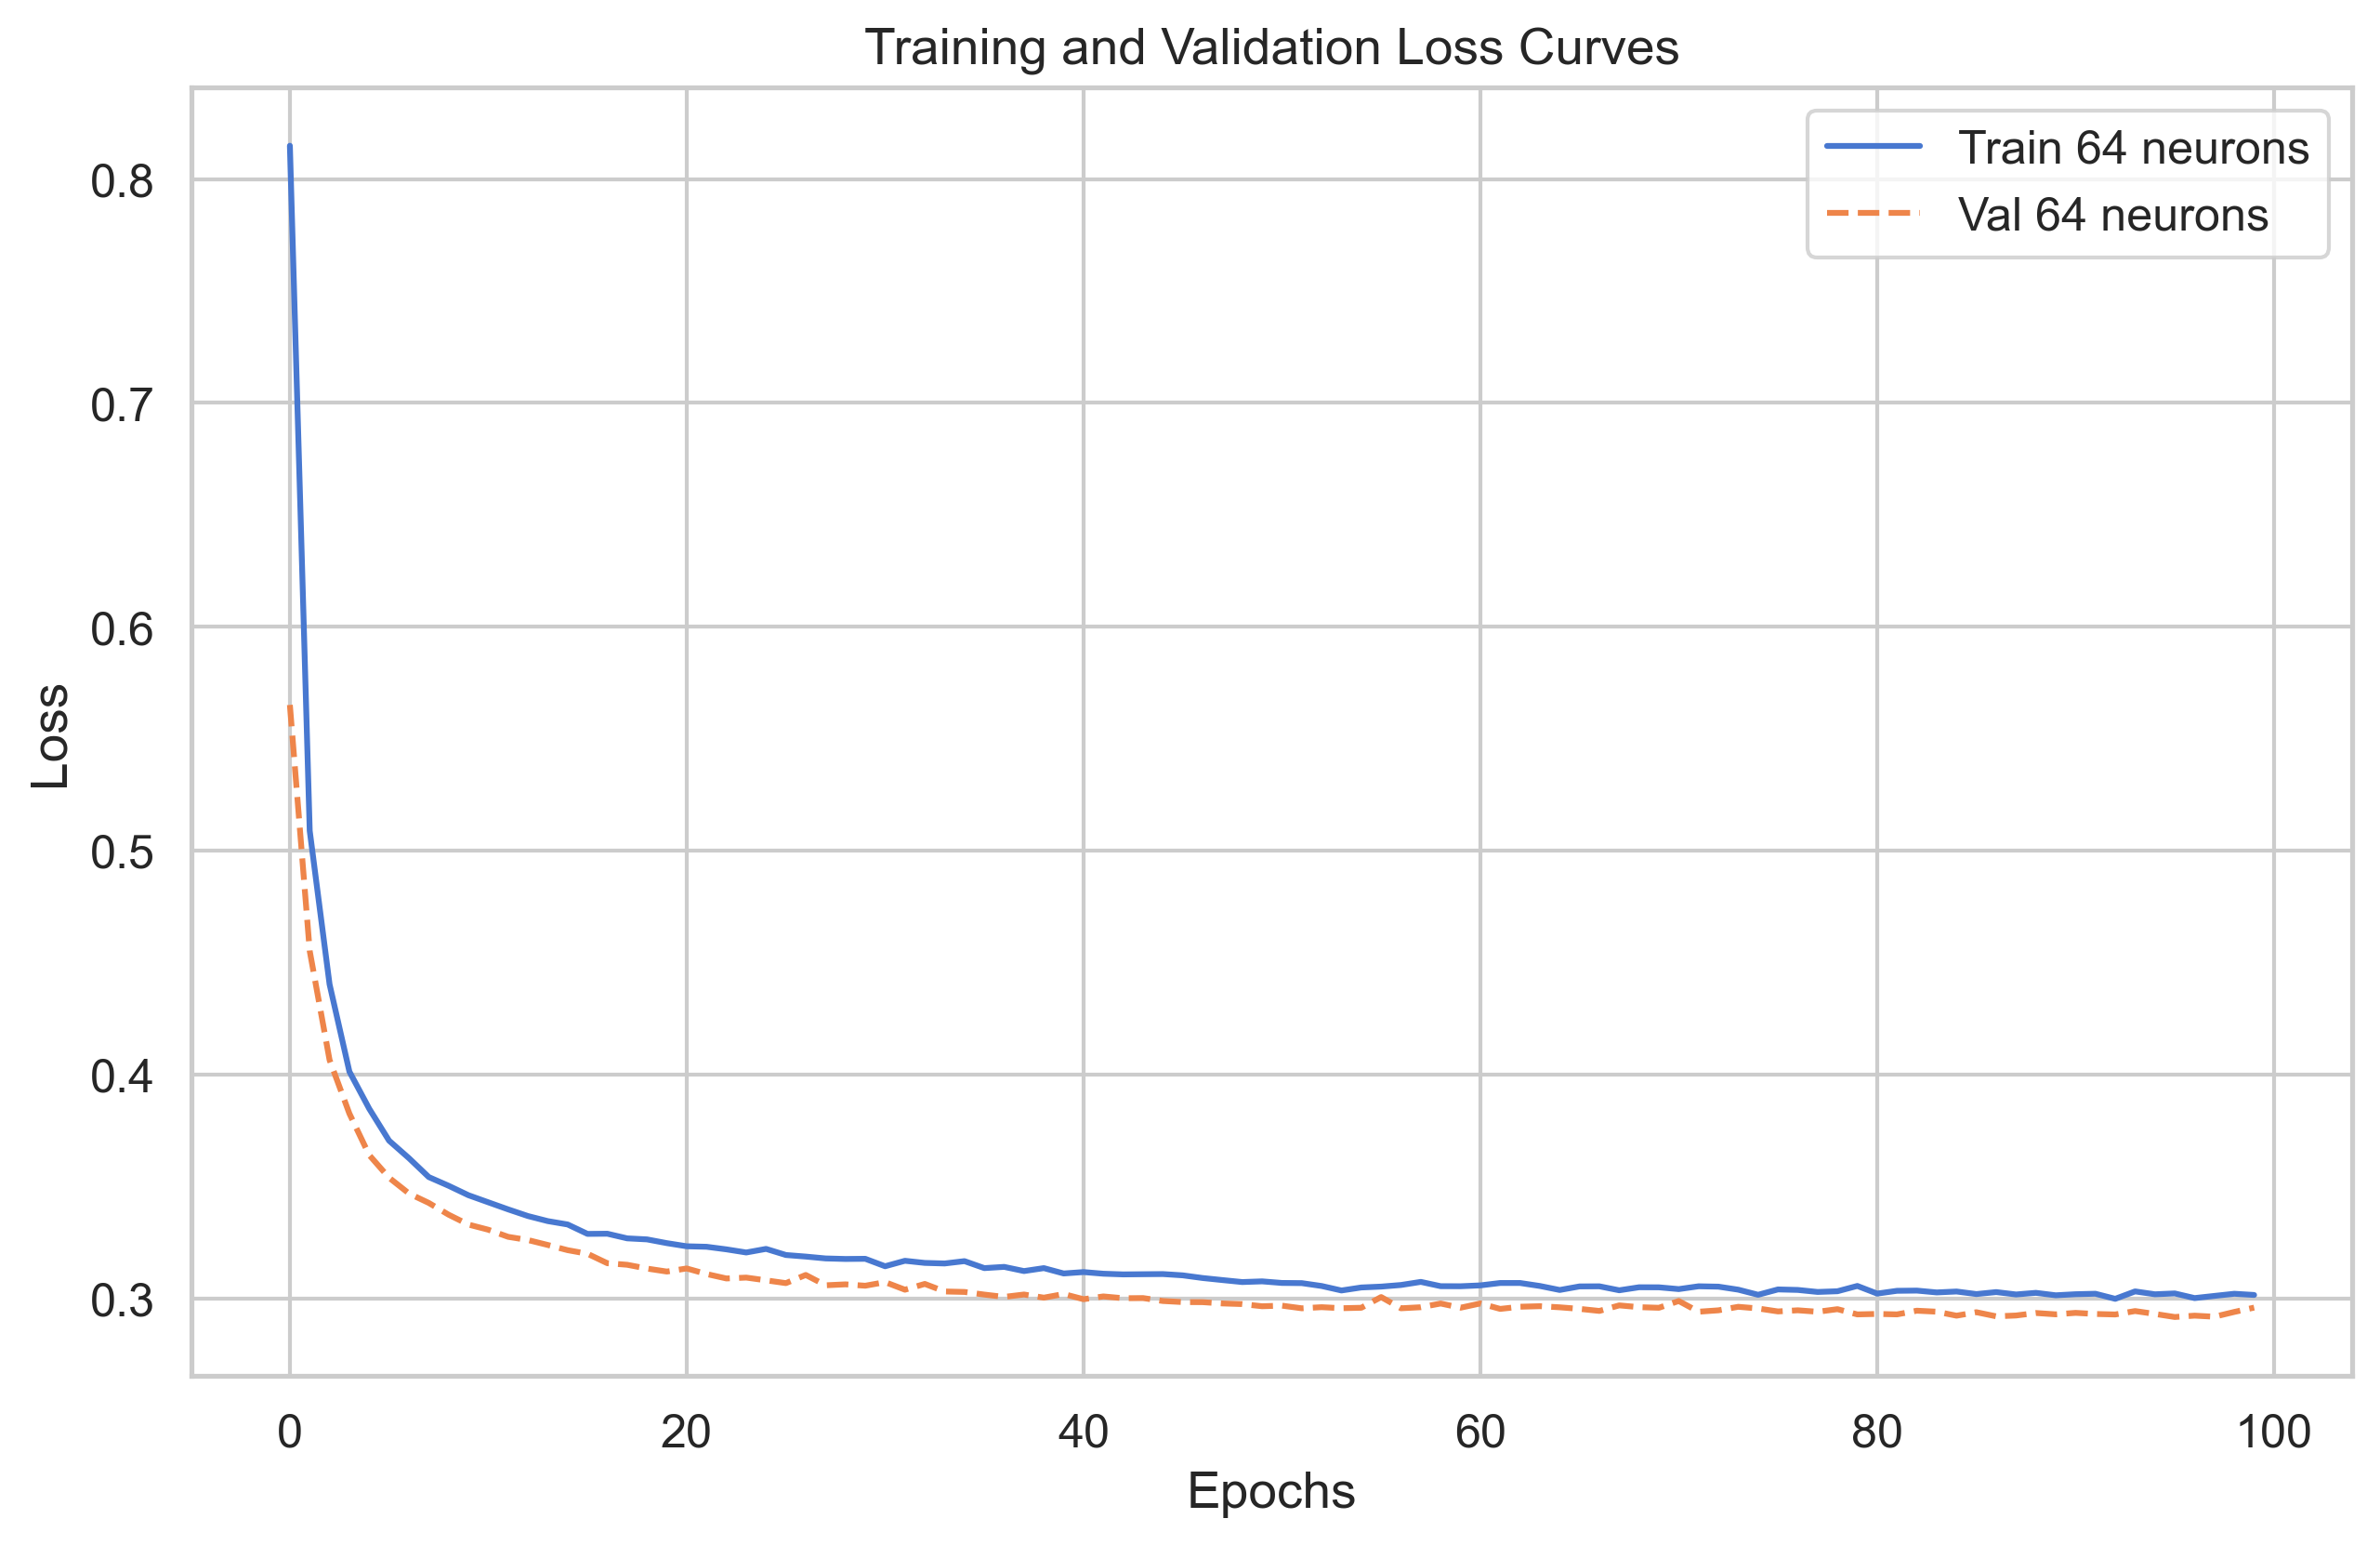 Training and Validation Loss Curves
Train 64 neurons
Val 64 neurons
0.8
0.7
0.6
0.5
0.4
0.3
Loss
0 20 40 60 80 100
Epochs